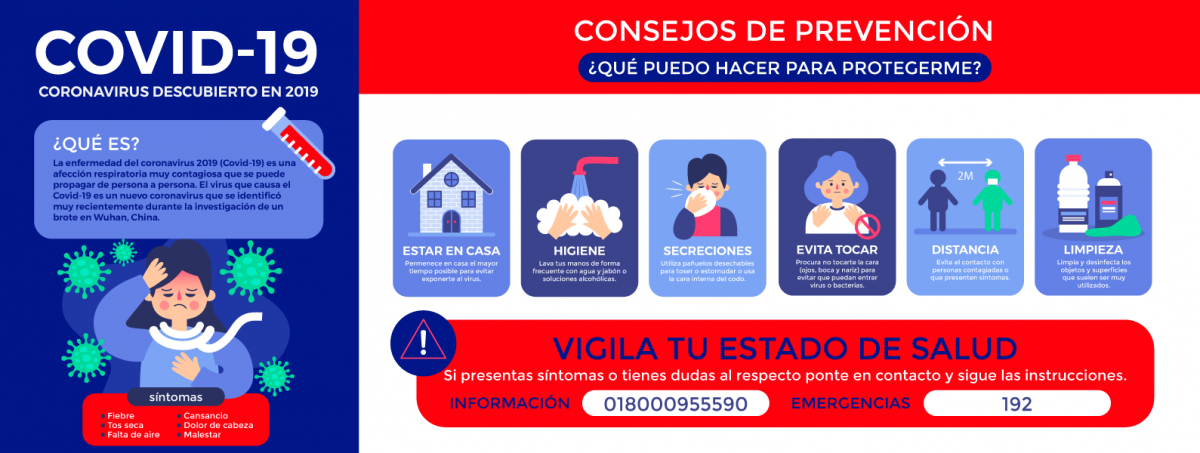 COVID-19
CORONAVIRUS DESCUBIERTO EN 2019
¿QUÉ ES?
La enfermedad del coronavirus 2019 (Covid-19) es una
afección respiratoria muy contagiosa que se puede
propagar de persona a persona. El virus que causa el
Covid-19 es un nuevo coronavirus que se identificó
muy recientemente durante la investigación de un
brote en Wuhan, China.
síntomas
• Fiebre
• Tos seca
• Falta de aire
• Cansancio
• Dolor de cabeza
• Malestar
CONSEJOS DE PREVENCIÓN
¿QUÉ PUEDO HACER PARA PROTEGERME?
ESTAR EN CASA
Permenece en casa el mayor
tiempo posible para evitar
exponerte al virus.
HIGIENE
Lava tus manos de forma
frecuente con agua y jabón o
soluciones alcohólicas.
SECRECIONES
Utiliza pañuelos desechables
para toser o estornudar o usa
la cara interna del codo.
EVITA TOCAR
Procura no tocarte la cara
(ojos, boca y nariz) para
evitar que puedan entrar
virus o bacterias.
2M
DISTANCIA
Evita el contacto con
personas contagiadas o
que presenten síntomas.
LIMPIEZA
Limpia y desinfecta los
objetos y superficies
que suelen ser muy
utilizados.
VIGILA TU ESTADO DE SALUD
Si presentas síntomas o tienes dudas al respecto ponte en contacto y sigue las instrucciones.
INFORMACIÓN 018000955590 EMERGENCIAS 192